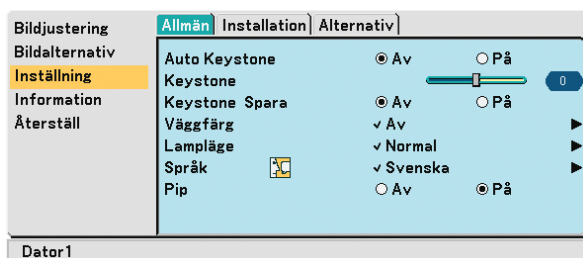 Bildjustering
Bildalternativ
Inställning
Information
Återställ
Allmän Installation Alternativ
Auto Keystone Av På
Keystone 0
Keystone Spara Av På
Väggfärg Av
Lampläge Normal
Språk Svenska
Pip Av På
Dator1